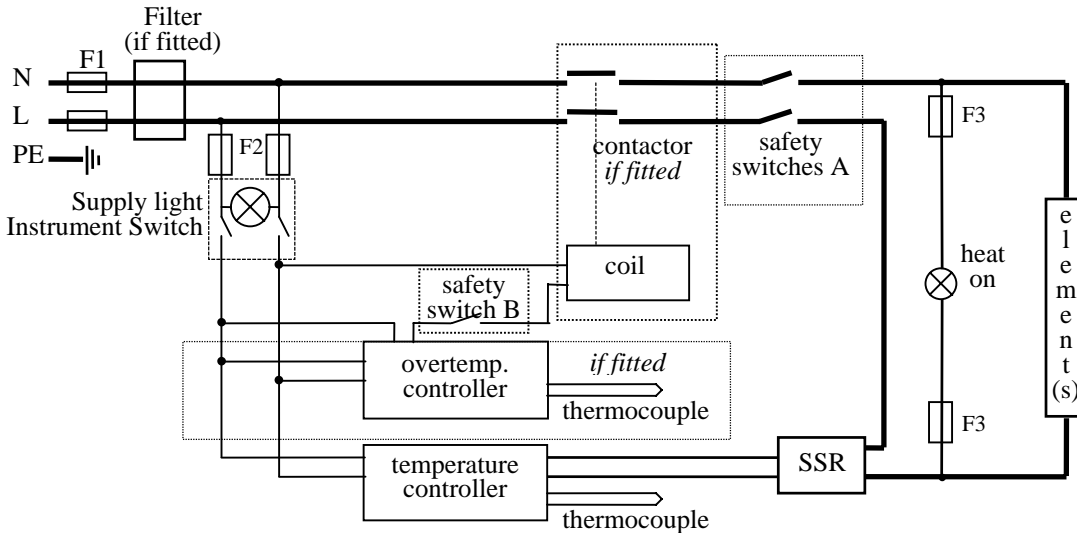 Filter
(if fitted)
F1
N
L
PE
F2
Supply light
Instrument Switch
contactor
if fitted
safety
switches A
F3
coil
safety
switch B
heat
on
e
l
e
m
e
n
t
(s)
overtemp.
controller
if fitted
thermocouple
F3
temperature
controller
SSR
thermocouple